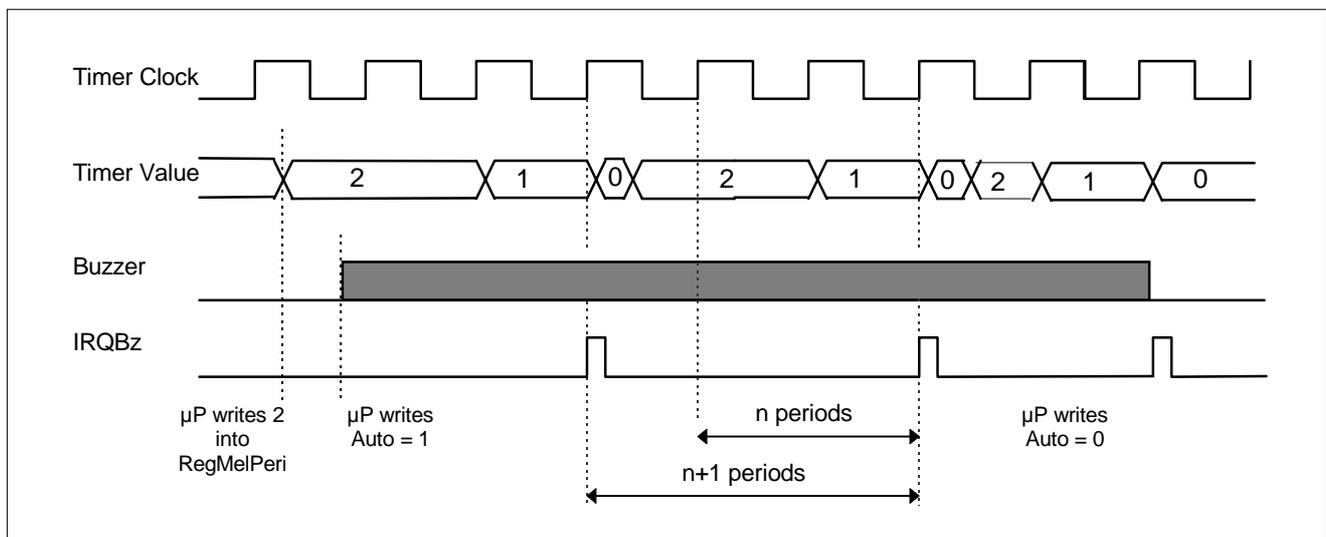 Timer Clock
Timer Value
2
1
0
2
1
0
2
1
0
Buzzer
IRQBz
µP writes 2
into
RegMelPeri
µP writes
Auto = 1
n periods
n+1 periods
µP writes
Auto = 0